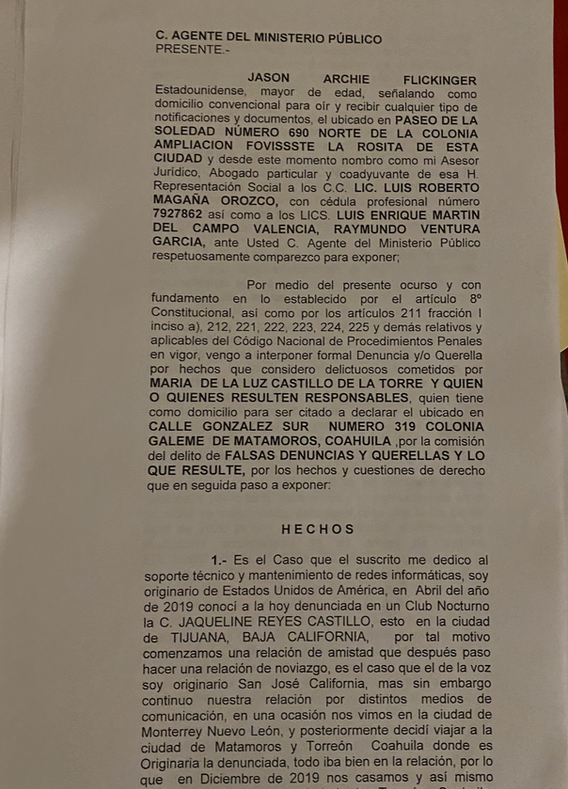 C. AGENTE DEL MINISTERIO PÚBLICO
PRESENTE.-
JASON ARCHIE FLICKINGER
Estadounidense, mayor de edad, señalando como
domicilio convencional para oír y recibir cualquier tipo de
notificaciones y documentos, el ubicado en PASEO DE LA
SOLEDAD NÚMERO 690 NORTE DE LA COLONIA
AMPLIACION FOVISSSTE LA ROSITA DE ESTA
CIUDAD y desde este momento nombro como mi Asesor
Jurídico, Abogado particular y coadyuvante de esa H.
Representación Social a los C.C. LIC. LUIS ROBERTO
MAGAÑA OROZCO, con cédula profesional número
7927862 así como a los LICS. LUIS ENRIQUE MARTIN
DEL CAMPO VALENCIA, RAYMUNDO VENTURA
GARCIA, ante Usted C. Agente del Ministerio Público
respetuosamente comparezco para exponer;
Por medio del presente ocurso y con
fundamento en lo establecido por el artículo 8º
Constitucional, así como por los artículos 211 fracción I
inciso a), 212, 221, 222, 223, 224, 225 y demás relativos y
aplicables del Código Nacional de Procedimientos Penales
en vigor, vengo a interponer formal Denuncia y/o Querella
por hechos que considero delictuosos cometidos por
MARIA DE LA LUZ CASTILLO DE LA TORRE Y QUIEN
O QUIENES RESULTEN RESPONSABLES, quien tiene
como domicilio para ser citado a declarar el ubicado en
CALLE GONZALEZ SUR NUMERO 319 COLONIA
GALEME DE MATAMOROS, COAHUILA ,por la comisión
del delito de FALSAS DENUNCIAS Y QUERELLAS Y LO
QUE RESULTE, por los hechos y cuestiones de derecho
que en seguida paso a exponer:
H E C H O S
1.- Es el Caso que el suscrito me dedico al
soporte técnico y mantenimiento de redes informáticas, soy
originario de Estados Unidos de América, en Abril del año
de 2019 conocí a la hoy denunciada en un Club Nocturno
la C. JAQUELINE REYES CASTILLO, esto en la ciudad
de TIJUANA, BAJA CALIFORNIA, por tal motivo
comenzamos una relación de amistad que después paso
hacer una relación de noviazgo, es el caso que el de la voz
soy originario San José California, mas sin embargo
continuo nuestra relación por distintos medios de
comunicación, en una ocasión nos vimos en la ciudad de
Monterrey Nuevo León, y posteriormente decidí viajar a la
ciudad de Matamoros y Torreón Coahuila donde es
Originaria la denunciada, todo iba bien en la relación, por lo
que en Diciembre de 2019 nos casamos y así mismo